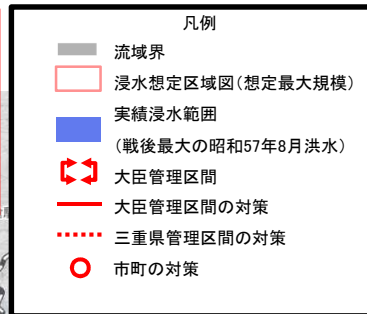 凡例
流域界
浸水想定区域図(想定最大規模)
実績浸水範囲
(戦後最大の昭和57年8月洪水)
大臣管理区間
大臣管理区間の対策
三重県管理区間の対策
市町の対策